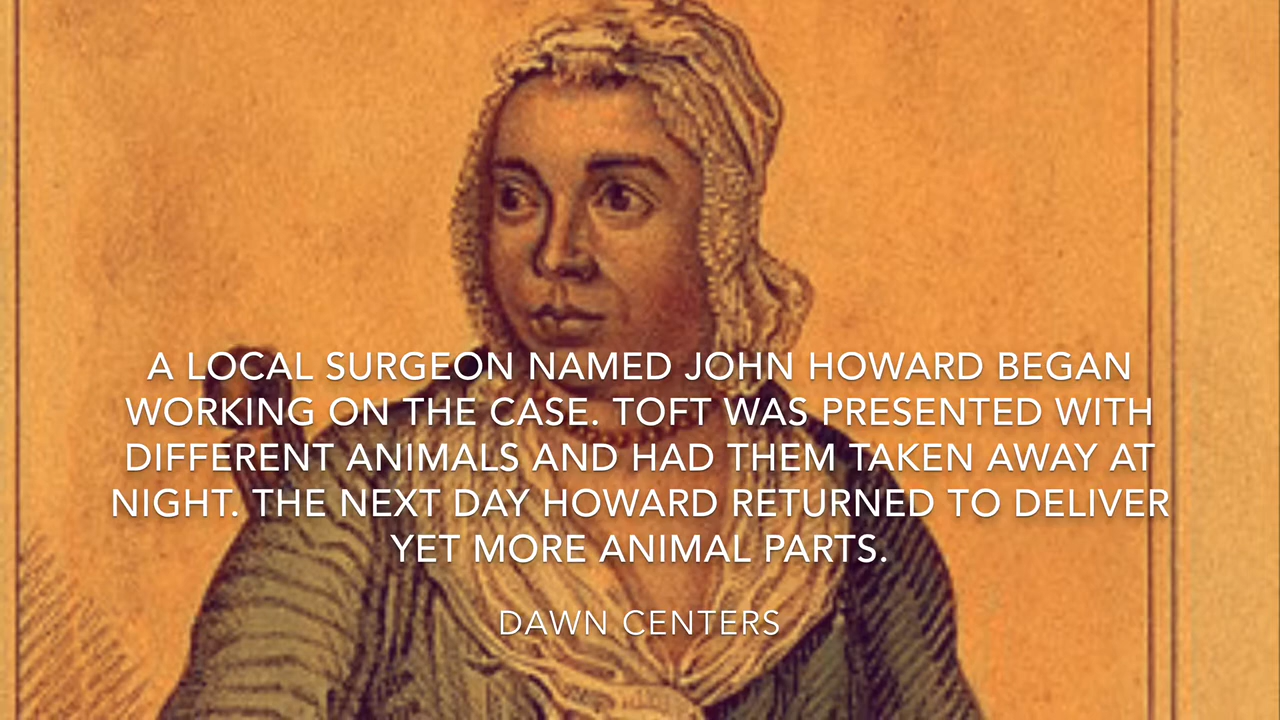 A LOCAL SURGEON NAMED JOHN HOWARD BEGAN
WORKING ON THE CASE. TOFT WAS PRESENTED WITH
DIFFERENT ANIMALS AND HAD THEM TAKEN AWAY AT
NIGHT. THE NEXT DAY HOWARD RETURNED TO DELIVER
YET MORE ANIMAL PARTS.
DAWN CENTERS